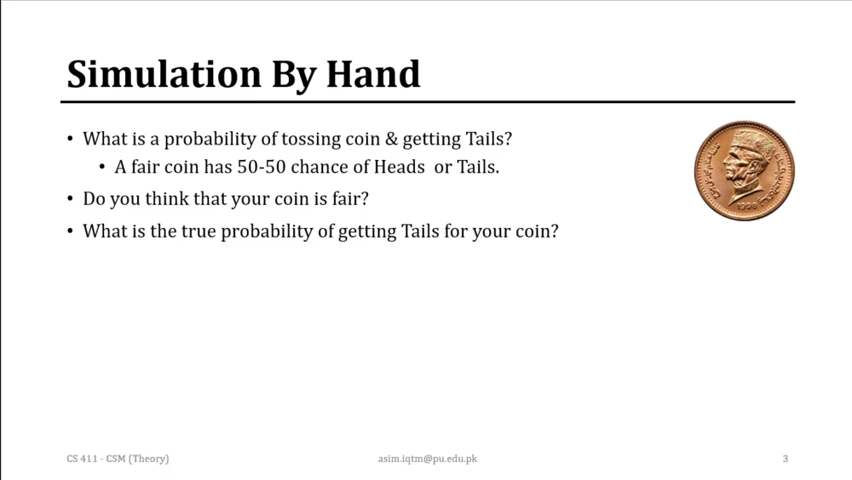 Simulation By Hand
• What is a probability of tossing coin & getting Tails?
• A fair coin has 50-50 chance of Heads or Tails.
• Do you think that your coin is fair?
• What is the true probability of getting Tails for your coin?
CS 411 - CSM (Theory)
asim.iqtm@pu.edu.pk
3